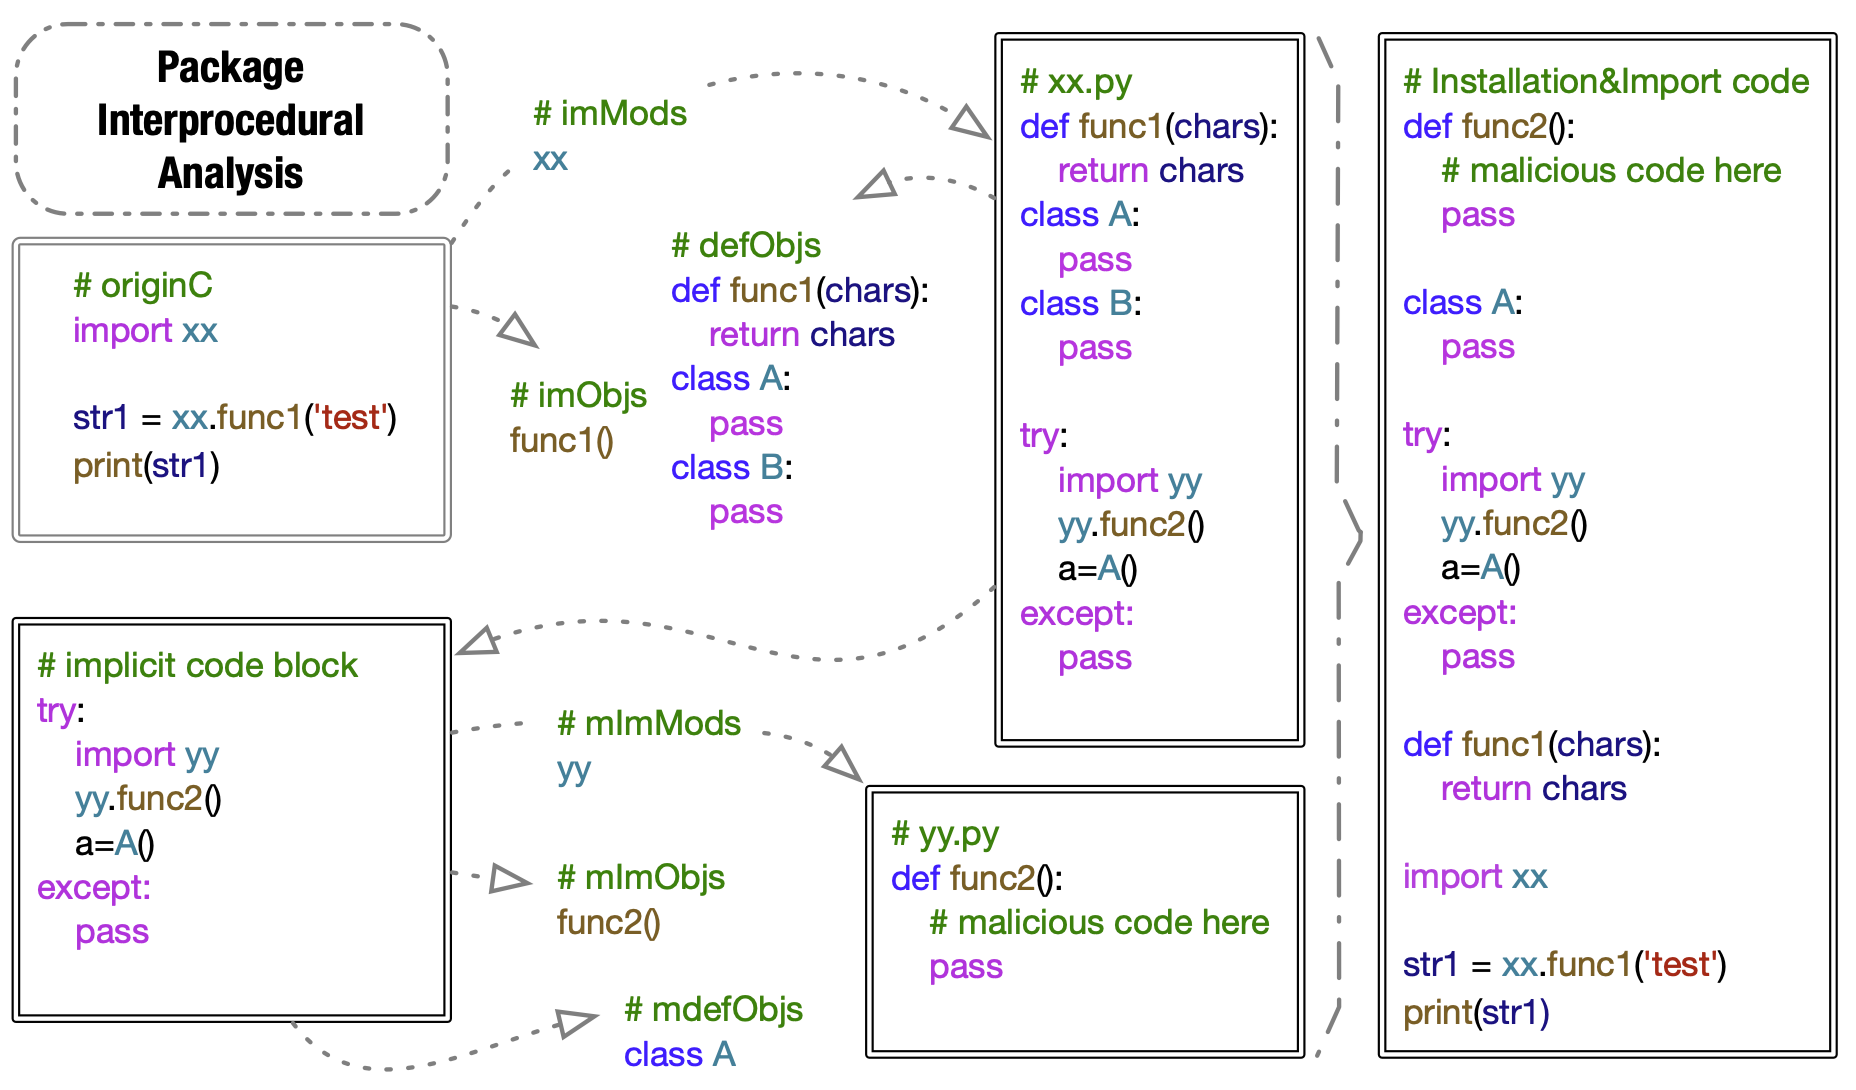 Package
Interprocedural
Analysis
# originC
import xx
str1 = xx.func1('test')
print(str1)
# imMods
xx
# imObjs
func1()
# defObjs
def func1(chars):
return chars
class A:
pass
class B:
pass
# xx.py
def func1(chars):
return chars
class A:
pass
class B:
pass
try:
import yy
yy.func2()
a=A()
except:
pass
# implicit code block
try:
import yy
yy.func2()
a=A()
except:
pass
# mImMods
yy
# mImObjs
func2()
# mdefObjs
class A
# yy.py
def func2():
# malicious code here
pass
# Installation&Import code
def func2():
# malicious code here
pass
class A:
pass
try:
import yy
yy.func2()
a=A()
except:
pass
def func1(chars):
return chars
import xx
str1 = xx.func1('test')
print(str1)